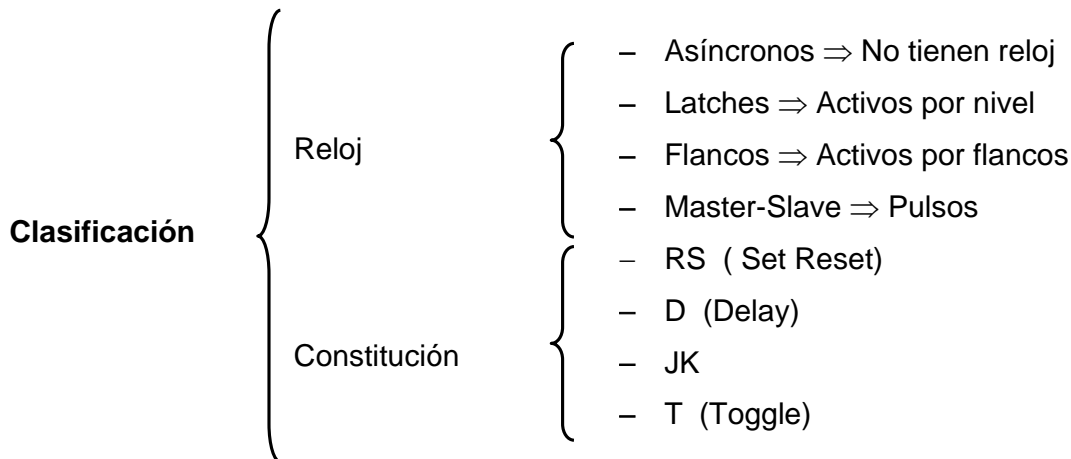 – Asíncronos ⇒ No tienen reloj
– Latches ⇒ Activos por nivel
Reloj
– Flancos ⇒ Activos por flancos
– Master-Slave ⇒ Pulsos
Clasificación
– RS ( Set Reset)
– D (Delay)
Constitución
– JK
– T (Toggle)